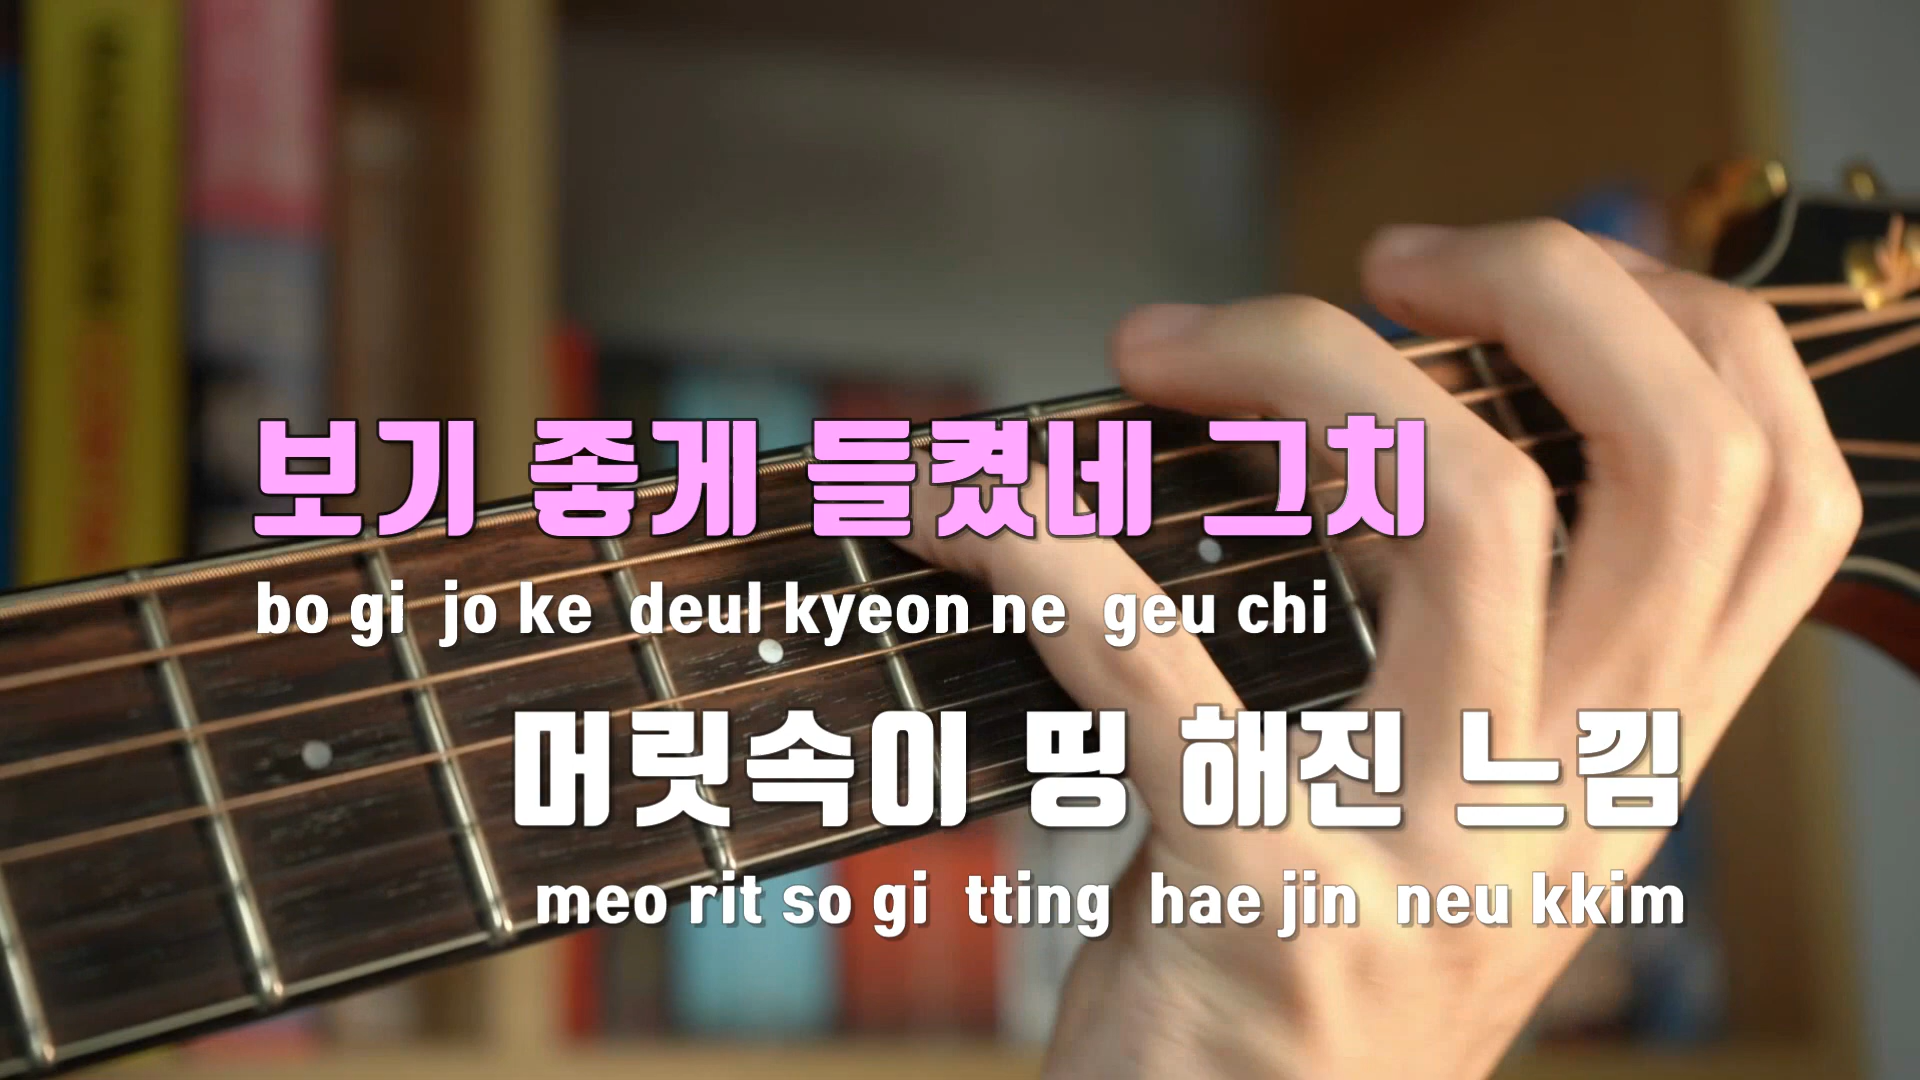 보기 좋게 들켰네 그치
bo gi jo ke deul kyeon ne geu chi
머릿속이 띵 해진 느낌
meo rit so gi tting hae jin neu kkim